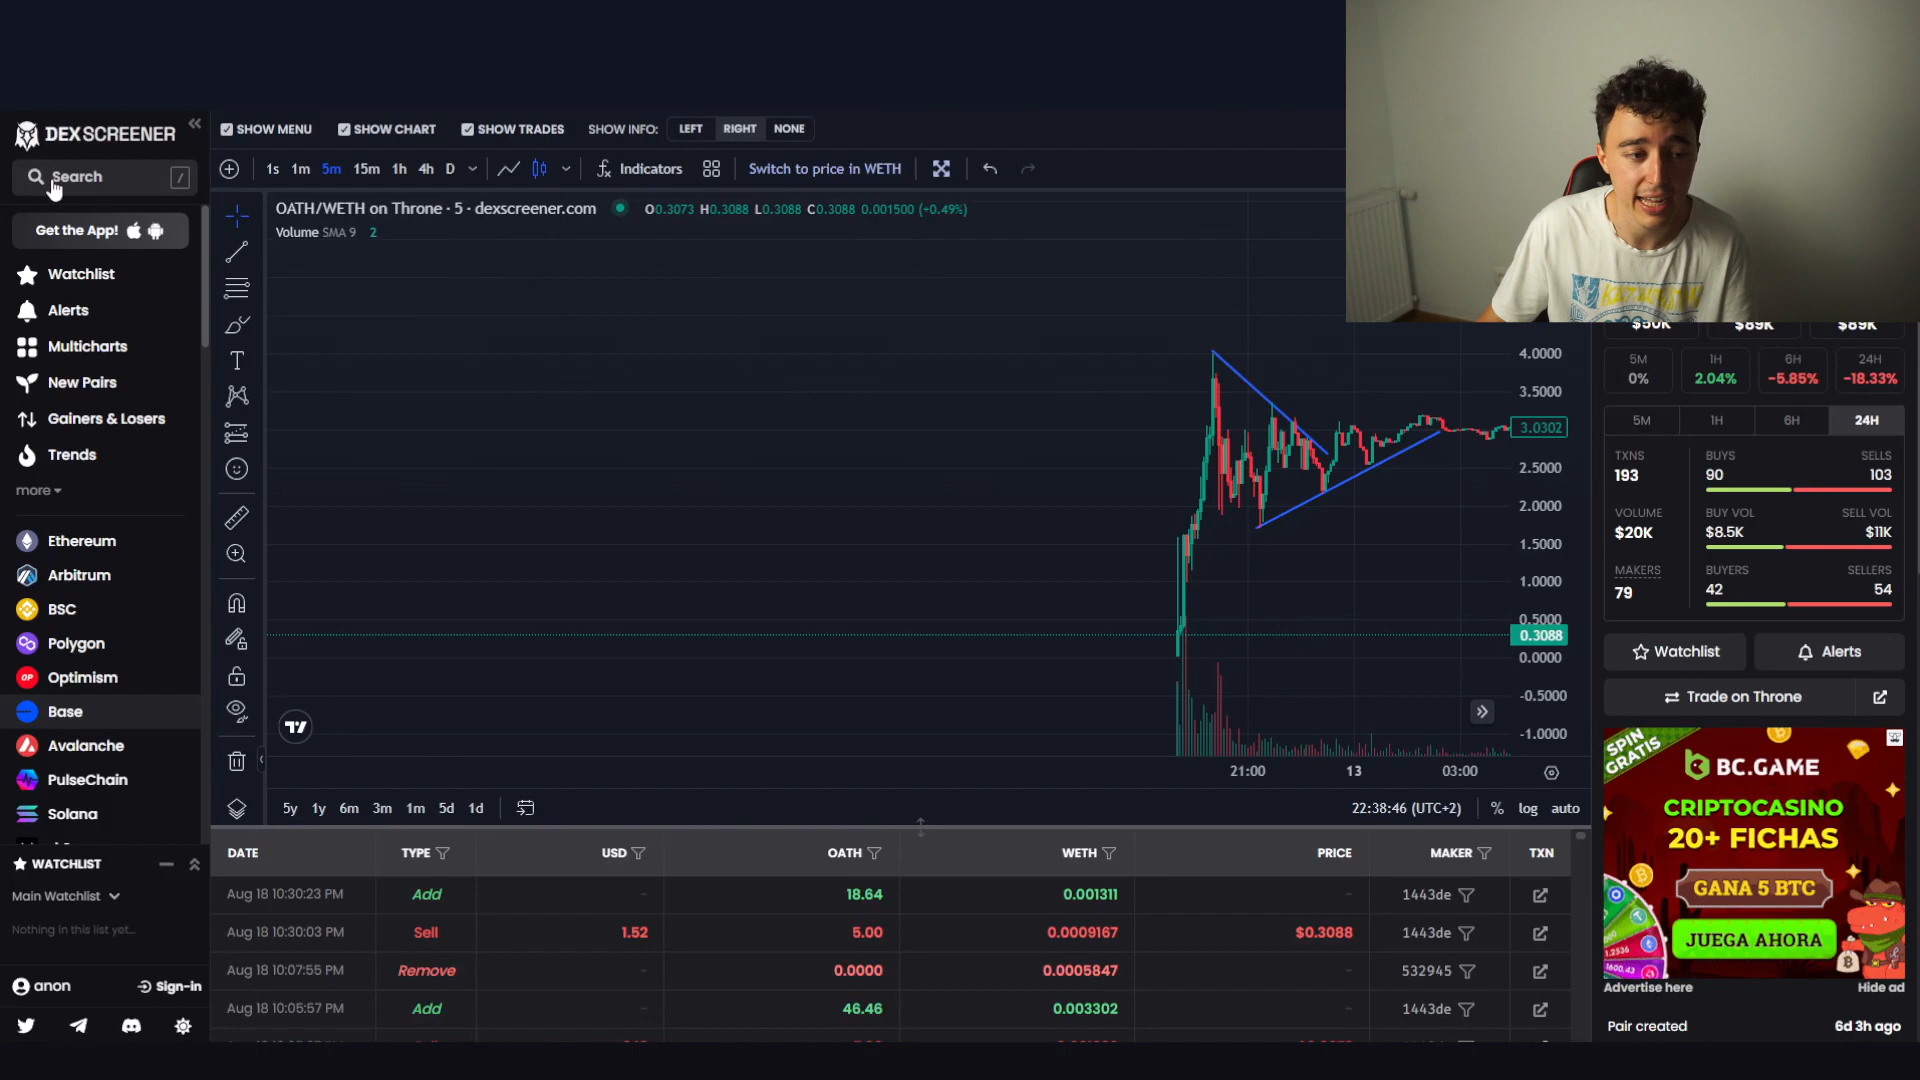 DEXSCREENER
Search
/
Get the App!
Watchlist
Alerts
Multicharts
New Pairs
Gainers & Losers
Trends
more
Ethereum
Arbitrum
BSC
Polygon
Optimism
Base
Avalanche
PulseChain
Solana
WATCHLIST
Main Watchlist
Nothing in this list yet...
anon
Sign-in
SHOW MENU SHOW CHART SHOW TRADES SHOW INFO: LEFT RIGHT NONE
1s 1m 5m 15m 1h 4h D Indicators Switch to price in WETH
OATH/WETH on Throne · 5 · dexscreener.com O0.3073 H0.3088 L0.3088 C0.3088 0.001500 (+0.49%)
Volume SMA 9 2
4.0000
3.5000
3.0302
2.5000
2.0000
1.5000
1.0000
0.5000
0.3088
0.0000
-0.5000
-1.0000
21:00 13 03:00
5y 1y 6m 3m 1m 5d 1d 22:38:46 (UTC+2) % log auto
DATE TYPE USD OATH WETH PRICE MAKER TXN
Aug 18 10:30:23 PM Add - 18.64 0.001311 - 1443de
Aug 18 10:30:03 PM Sell 1.52 5.00 0.0009167 $0.3088 1443de
Aug 18 10:07:55 PM Remove - 0.0000 0.0005847 - 532945
Aug 18 10:05:57 PM Add - 46.46 0.003302 - 1443de
$50K $89K $89K
5M 1H 6H 24H
0% 2.04% -5.85% -18.33%
5M 1H 6H 24H
TXNS BUYS SELLS
193 90 103
VOLUME BUY VOL SELL VOL
$20K $8.5K $11K
MAKERS BUYERS SELLERS
79 42 54
Watchlist Alerts
Trade on Throne
SPIN GRATIS
BC.GAME
CRIPTOCASINO
20+ FICHAS
GANA 5 BTC
JUEGA AHORA
Advertise here Hide ad
Pair created 6d 3h ago